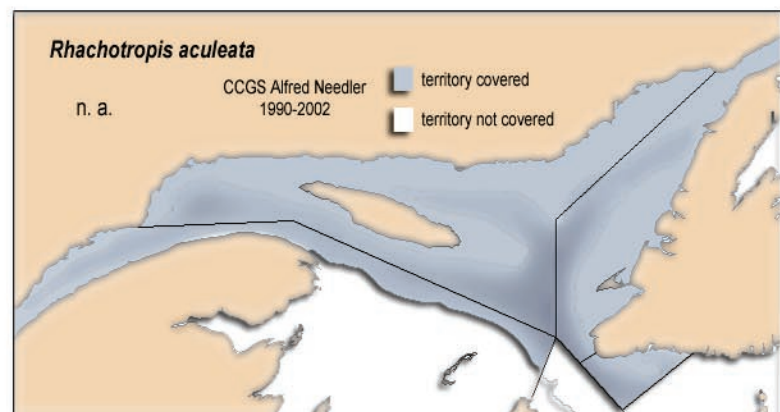 Rhachotropis aculeata
n. a.
CCGS Alfred Needler
1990-2002
territory covered
territory not covered